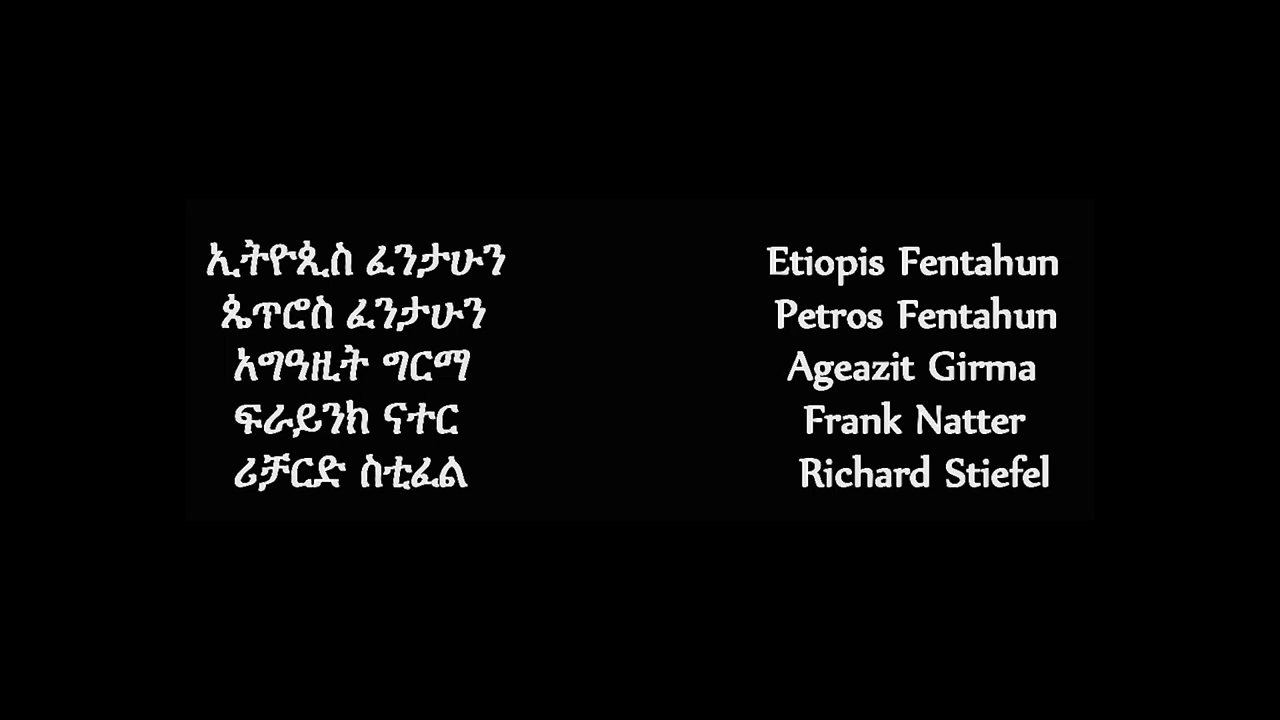 ኢትዮጲስ ፈንታሁን Etiopis Fentahun
ጴጥሮስ ፈንታሁን Petros Fentahun
አግዓዚት ግርማ Ageazit Girma
ፍራይንክ ናተር Frank Natter
ሪቻርድ ስቲፈል Richard Stiefel